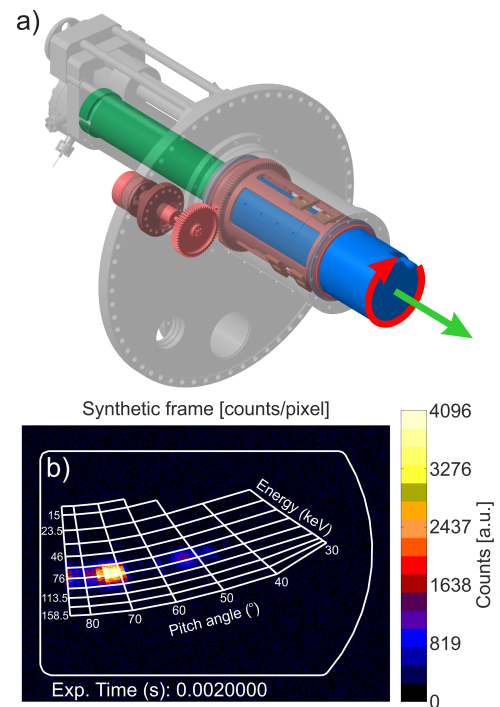 a)
Synthetic frame [counts/pixel]
b)
Energy (keV)
15
23.5
46
76
113.5
158.5
80
70
60
50
40
30
Pitch angle (°)
Exp. Time (s): 0.0020000
4096
3276
2437
1638
819
0
Counts [a.u.]